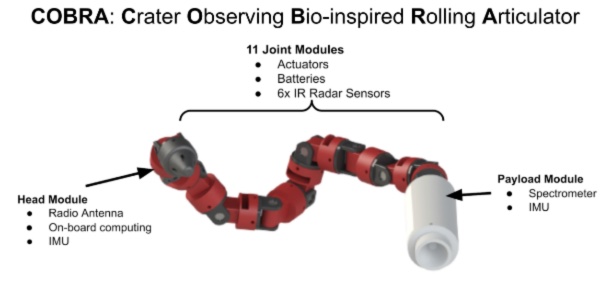 COBRA: Crater Observing Bio-inspired Rolling Articulator
11 Joint Modules
● Actuators
● Batteries
● 6x IR Radar Sensors
Head Module
● Radio Antenna
● On-board computing
● IMU
Payload Module
● Spectrometer
● IMU